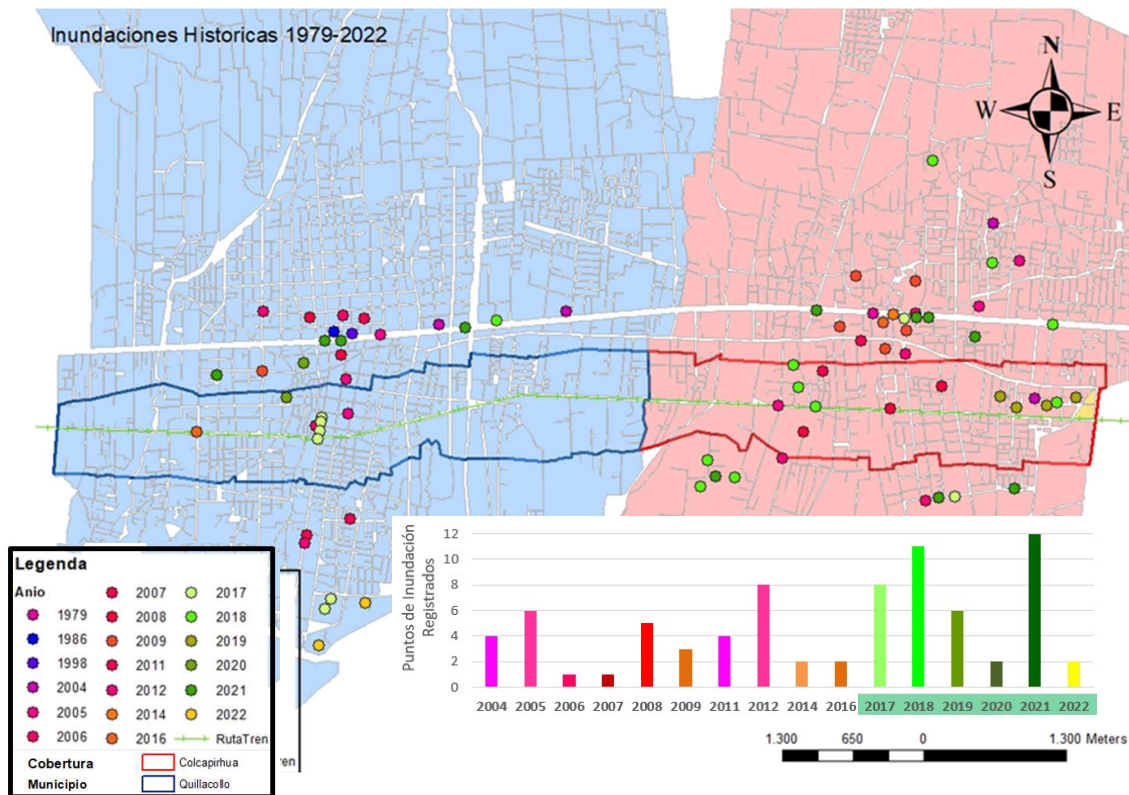 Inundaciones Historicas 1979-2022
N
W E
S
Legenda
Anio
1979
1986
1998
2004
2005
2006
2007
2008
2009
2011
2012
2014
2016
2017
2018
2019
2020
2021
2022
RutaTren
ren
Cobertura
Municipio
Colcapirhua
Quillacollo
Puntos de Inundación
Registrados
12
10
8
6
4
2
0
2004 2005 2006 2007 2008 2009 2011 2012 2014 2016 2017 2018 2019 2020 2021 2022
1.300 650 0 1.300 Meters